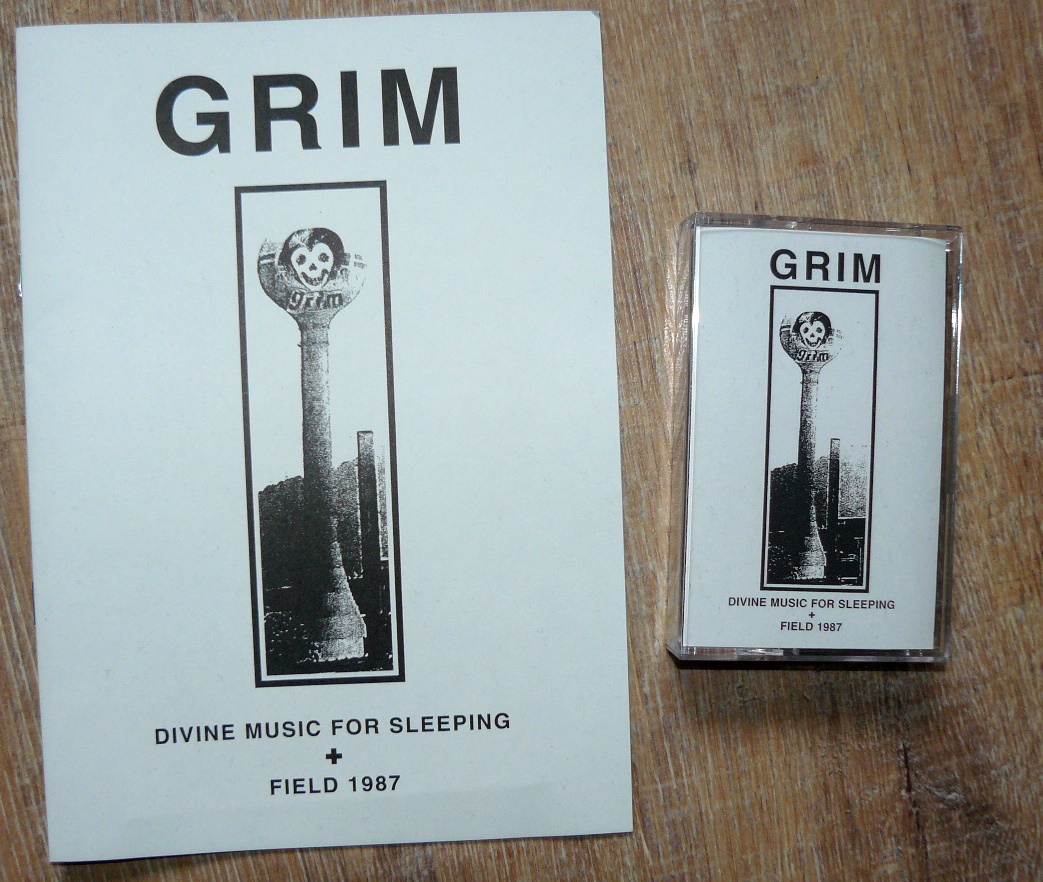 GRIM
grim
DIVINE MUSIC FOR SLEEPING
+
FIELD 1987
GRIM
grim
DIVINE MUSIC FOR SLEEPING
+
FIELD 1987